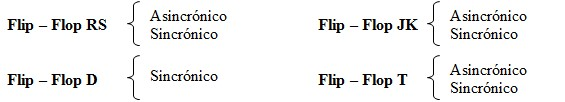 Flip – Flop RS Asincrónico
Sincrónico
Flip – Flop JK Asincrónico
Sincrónico
Flip – Flop D Sincrónico
Flip – Flop T Asincrónico
Sincrónico